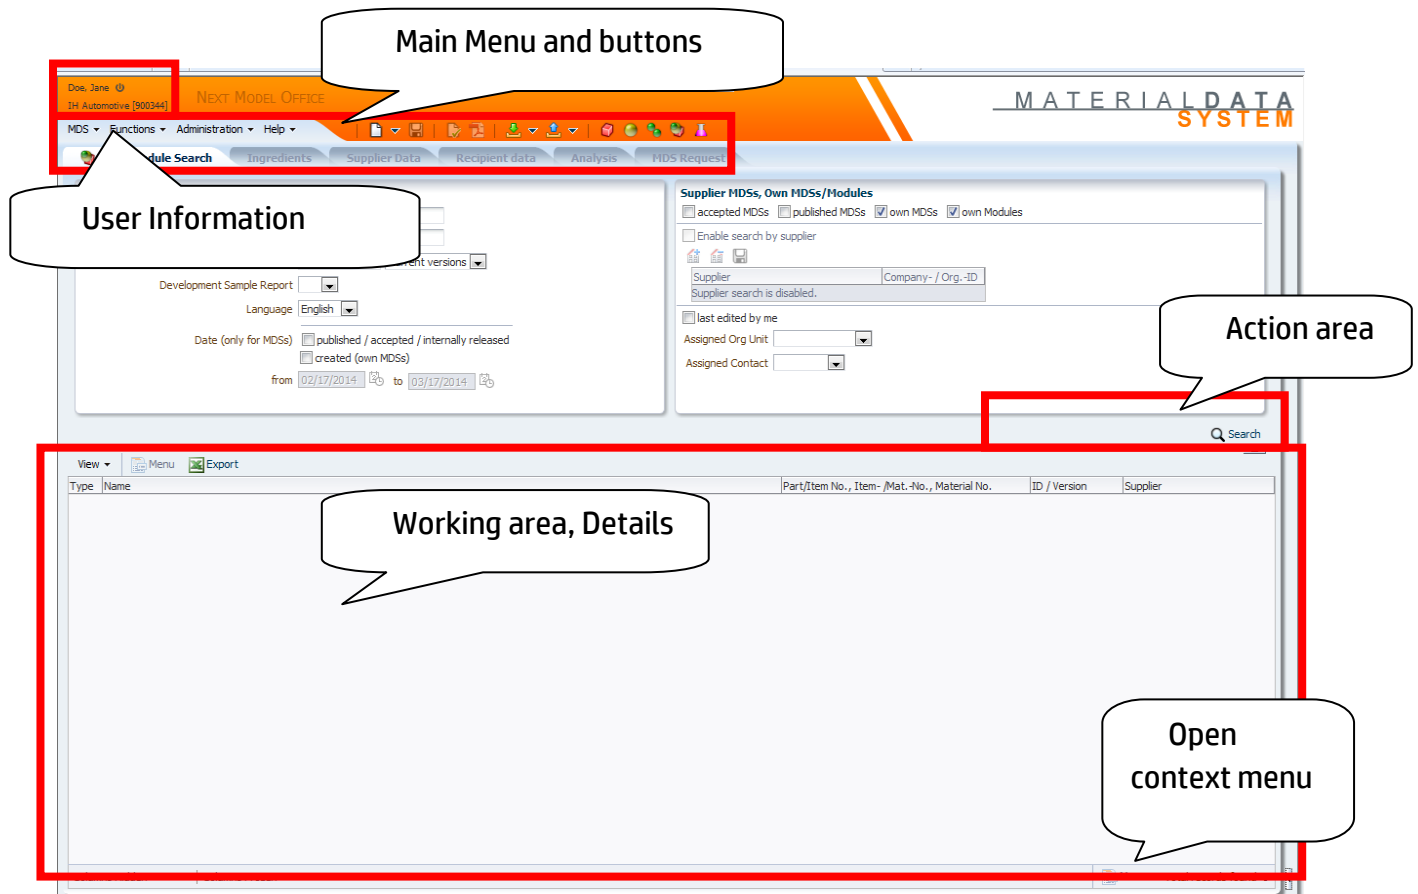 Main Menu and buttons
Doe, Jane
IH Automotive [900344]
NEXT MODEL OFFICE
MATERIAL DATA
SYSTEM
MDS Functions Administration Help
Search Ingredients Supplier Data Recipient data Analysis MDS Request
User Information
Supplier MDSs, Own MDSs/Modules
accepted MDSs published MDSs own MDSs own Modules
Enable search by supplier
versions
Supplier Company- / Org.-ID
Supplier search is disabled.
Development Sample Report
Language English
last edited by me
Assigned Org Unit
Assigned Contact
Date (only for MDSs) published / accepted / internally released
created (own MDSs)
from 02/17/2014 to 03/17/2014
Action area
Search
View Menu Export
Type Name Part/Item No., Item- /Mat.-No., Material No. ID / Version Supplier
Working area, Details
Open
context menu